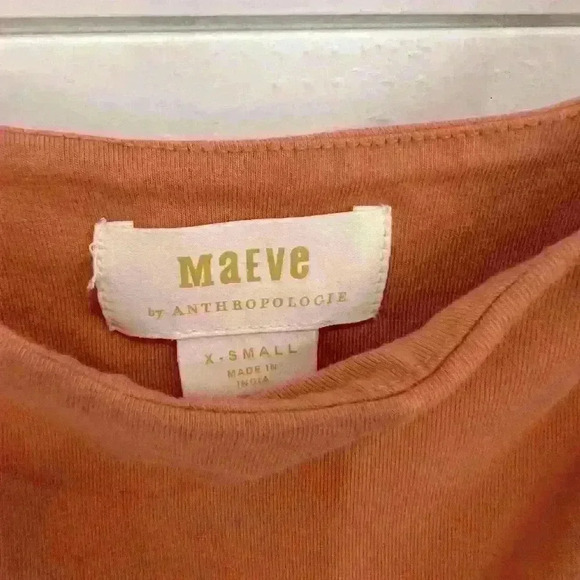 MaEVe
by ANTHROPOLOGIE
X-SMALL
MADE IN
INDIA